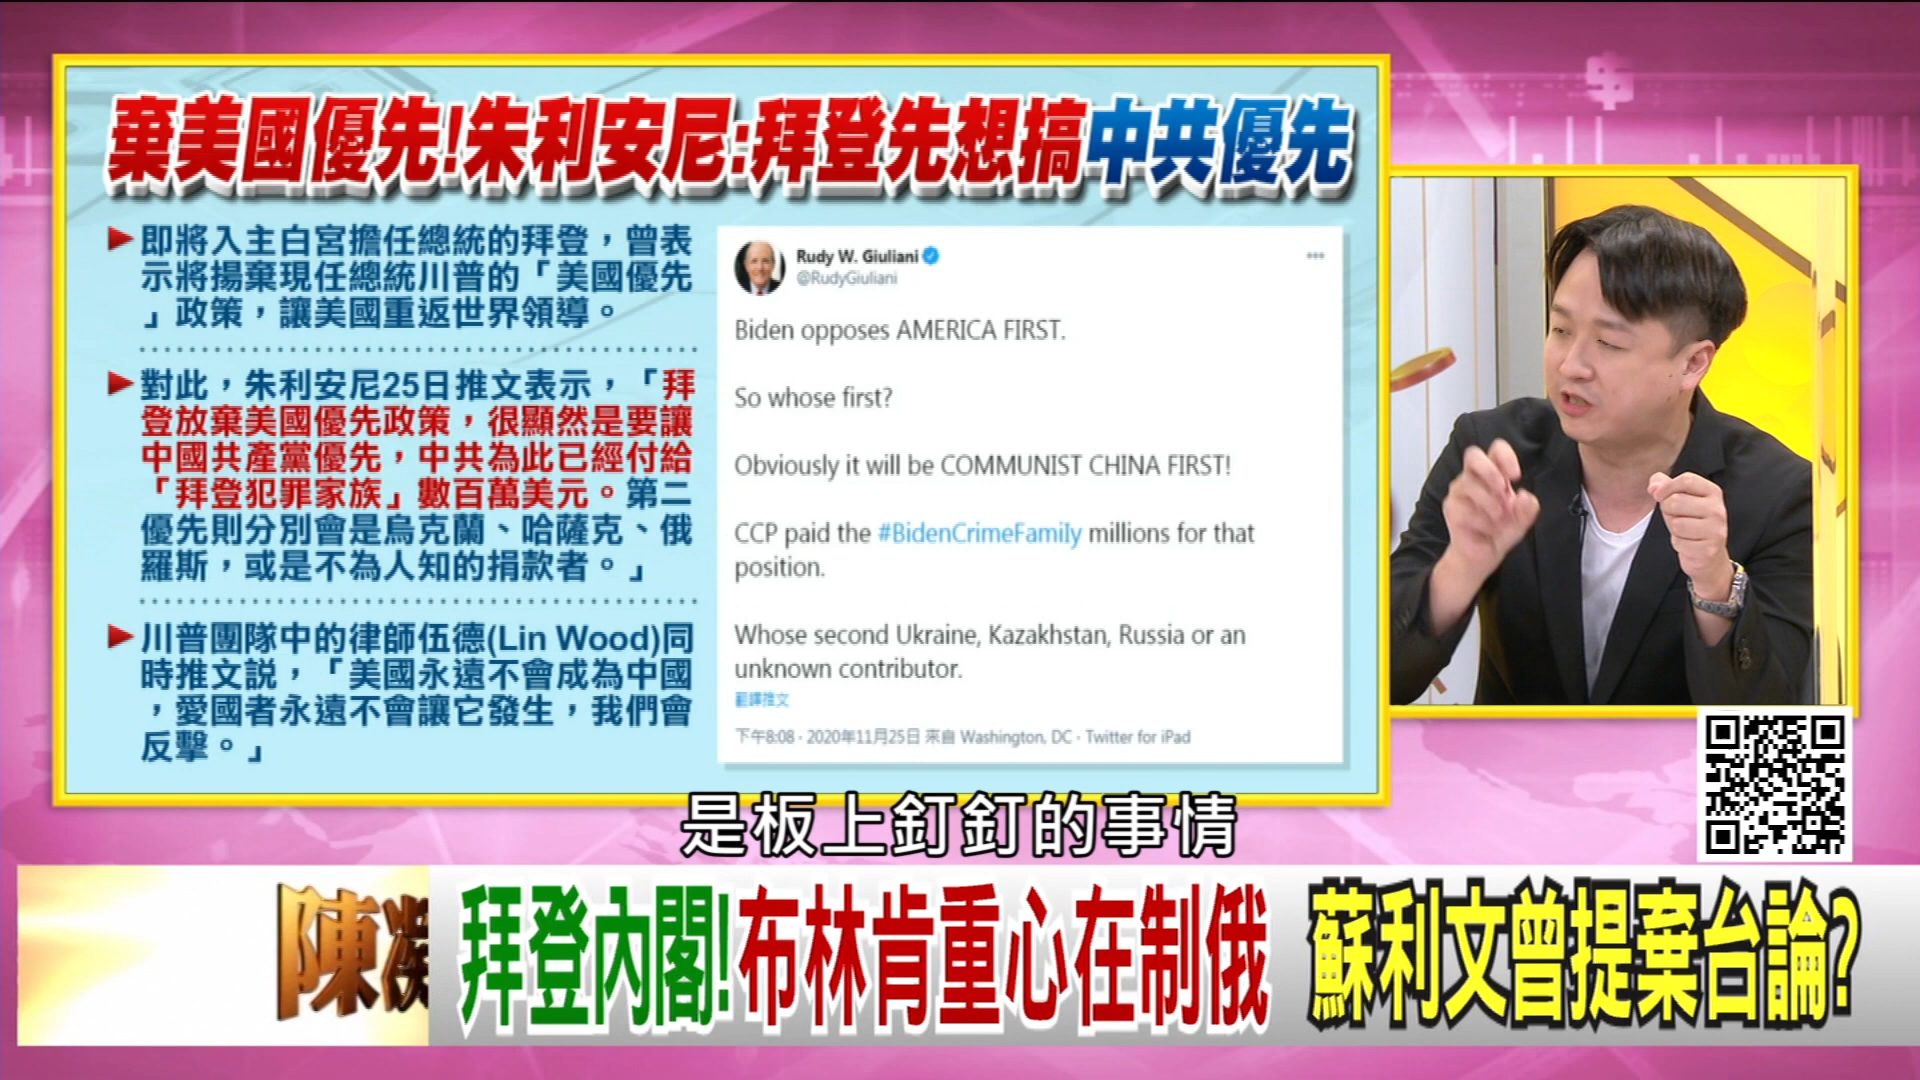 棄美國優先!朱利安尼:拜登先想搞中共優先
即將入主白宮擔任總統的拜登，曾表
示將揚棄現任總統川普的「美國優先
」政策，讓美國重返世界領導。
對此，朱利安尼25日推文表示，「拜
登放棄美國優先政策，很顯然是要讓
中國共產黨優先，中共為此已經付給
「拜登犯罪家族」數百萬美元。第二
優先則分別會是烏克蘭、哈薩克、俄
羅斯，或是不為人知的捐款者。」
川普團隊中的律師伍德(Lin Wood)同
時推文説，「美國永遠不會成為中國
，愛國者永遠不會讓它發生，我們會
反擊。」
Rudy W. Giuliani
@RudyGiuliani
Biden opposes AMERICA FIRST.
So whose first?
Obviously it will be COMMUNIST CHINA FIRST!
CCP paid the #BidenCrimeFamily millions for that
position.
Whose second Ukraine, Kazakhstan, Russia or an
unknown contributor.
翻譯推文
下午8:08 · 2020年11月25日 來自 Washington, DC · Twitter for iPad
是板上釘釘的事情
陳凝
拜登內閣!布林肯重心在制俄 蘇利文曾提棄台論?